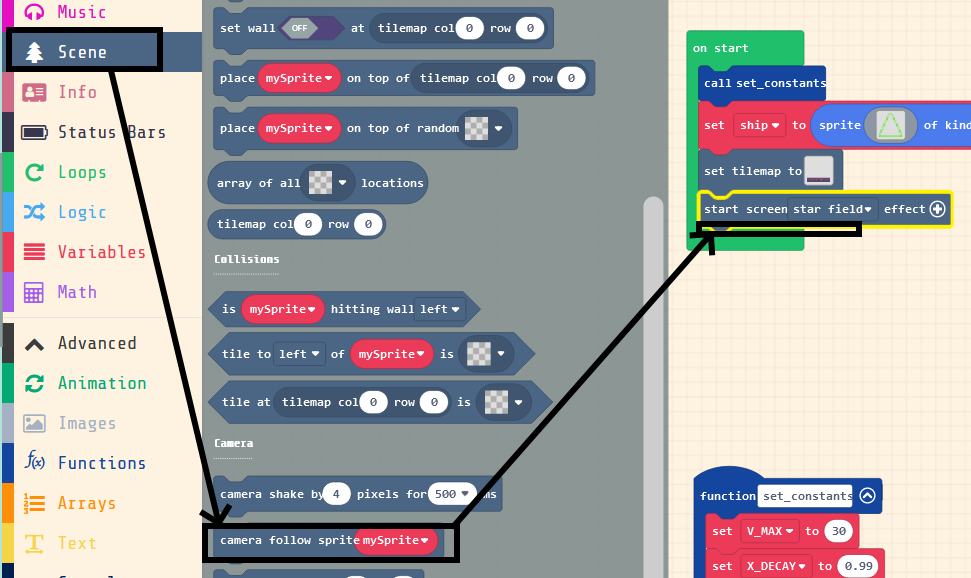 Music
Scene
Info
Status Bars
Loops
Logic
Variables
Math
Advanced
Animation
Images
Functions
Arrays
Text
set wall OFF at tilemap col 0 row 0
place mySprite on top of tilemap col 0 row 0
place mySprite on top of random
array of all locations
tilemap col 0 row 0
Collisions
is mySprite hitting wall left
tile to left of mySprite is
tile at tilemap col 0 row 0 is
Camera
camera shake by 4 pixels for 500 ms
camera follow sprite mySprite
on start
call set_constants
set ship to sprite of kind
set tilemap to
start screen star field effect
function set_constants
set V_MAX to 30
set X_DECAY to 0.99